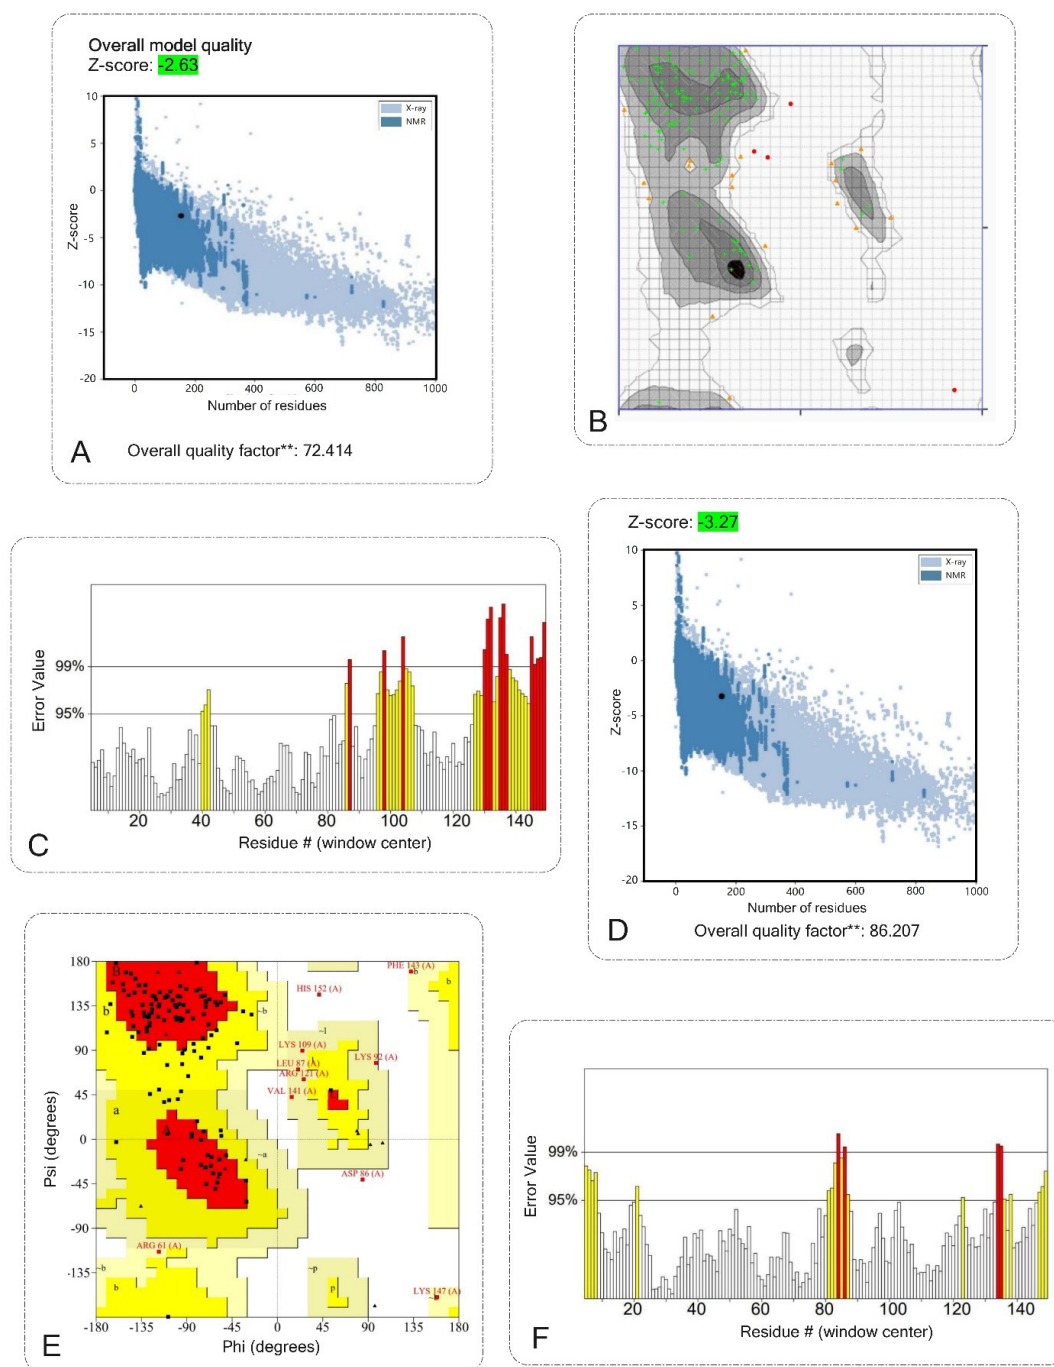 Overall model quality
Z-score: -2.63
10
5
0
-5
-10
-15
-20
Z-score
X-ray
NMR
0 200 400 600 800 1000
Number of residues
A
Overall quality factor**: 72.414
B
Error Value
99%
95%
20 40 60 80 100 120 140
Residue # (window center)
C
Z-score: -3.27
10
5
0
-5
-10
-15
-20
Z-score
X-ray
NMR
0 200 400 600 800 1000
Number of residues
D
Overall quality factor**: 86.207
Psi (degrees)
180
135
90
45
0
-45
-90
-135
-180 -135 -90 -45 0 45 90 135 180
Phi (degrees)
B
b
~b
a
~a
~l
l
b
b
~b
b
~p
p
PHE 143 (A)
HIS 152 (A)
LYS 109 (A)
LEU 87 (A)
LYS 92 (A)
ARG 121 (A)
VAL 141 (A)
ASP 86 (A)
ARG 61 (A)
LYS 147 (A)
E
Error Value
99%
95%
20 40 60 80 100 120 140
Residue # (window center)
F